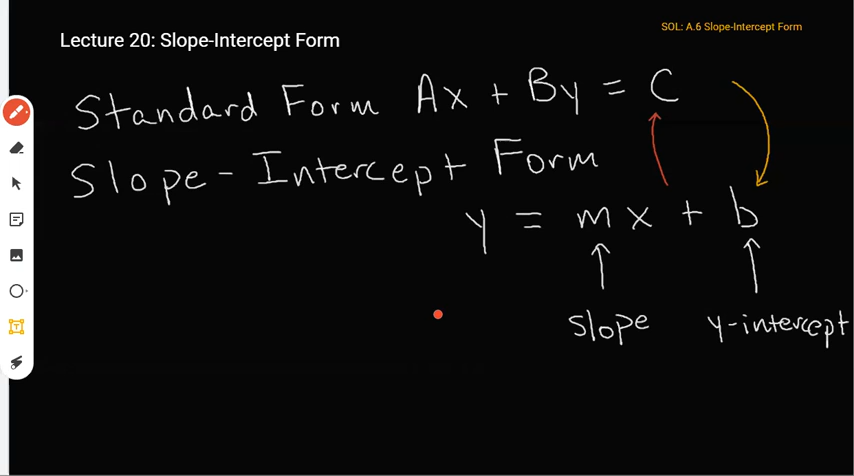 SOL: A.6 Slope-Intercept Form
Lecture 20: Slope-Intercept Form
Standard Form Ax + By = C
Slope-Intercept Form
y = mx + b
slope y-intercept